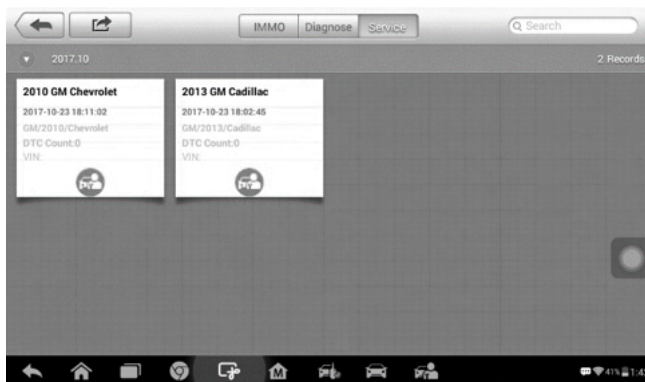 IMMO Diagnose Service Search
2017.10 2 Records
2010 GM Chevrolet
2017-10-23 18:11:02
GM/2010/Chevrolet
DTC Count:0
VIN:
2013 GM Cadillac
2017-10-23 18:02:45
GM/2013/Cadillac
DTC Count:0
VIN:
M
41%